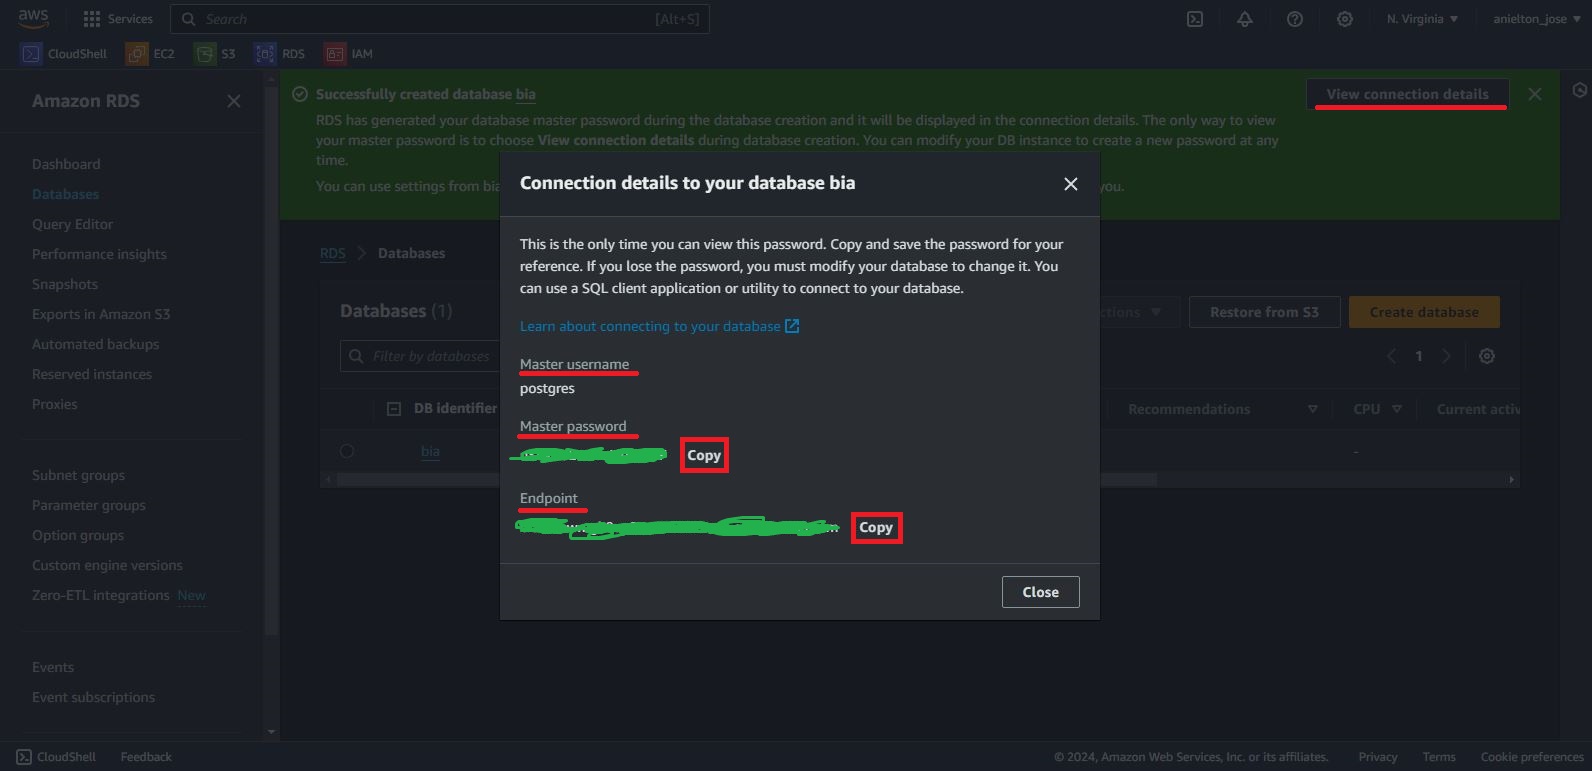 aws
Services
Search
[Alt+S]
N. Virginia
anielton_jose
CloudShell
EC2
S3
RDS
IAM
Amazon RDS
Dashboard
Databases
Query Editor
Performance insights
Snapshots
Exports in Amazon S3
Automated backups
Reserved instances
Proxies
Subnet groups
Parameter groups
Option groups
Custom engine versions
Zero-ETL integrations New
Events
Event subscriptions
Successfully created database bia
View connection details
RDS has generated your database master password during the database creation and it will be displayed in the connection details. The only way to view
your master password is to choose View connection details during database creation. You can modify your DB instance to create a new password at any
time.
You can use settings from bia
you.
RDS
Databases
Databases (1)
Restore from S3
Create database
Filter by databases
1
DB identifier
Recommendations
CPU
Current activ
bia
-
Connection details to your database bia
This is the only time you can view this password. Copy and save the password for your
reference. If you lose the password, you must modify your database to change it. You
can use a SQL client application or utility to connect to your database.
Learn about connecting to your database
Master username
postgres
Master password
Copy
Endpoint
Copy
Close
CloudShell
Feedback
© 2024, Amazon Web Services, Inc. or its affiliates.
Privacy
Terms
Cookie preferences